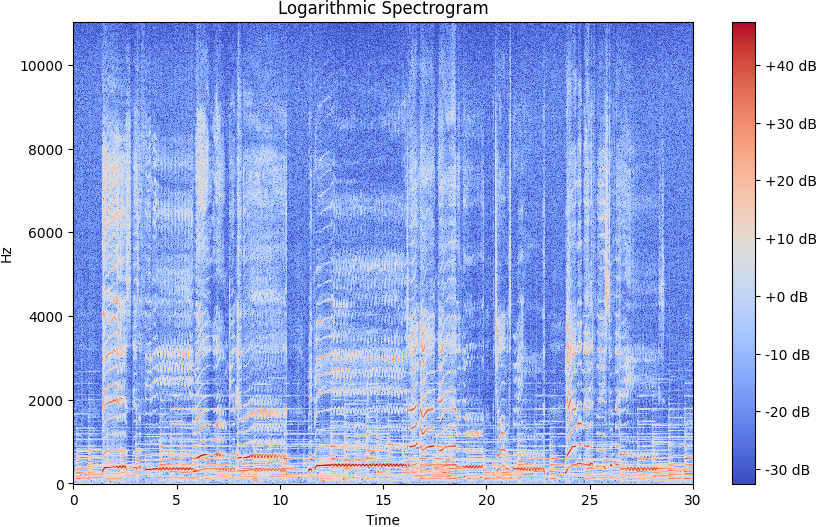 Logarithmic Spectrogram
Hz
10000
8000
6000
4000
2000
0
0 5 10 15 20 25 30
Time
+40 dB
+30 dB
+20 dB
+10 dB
+0 dB
-10 dB
-20 dB
-30 dB